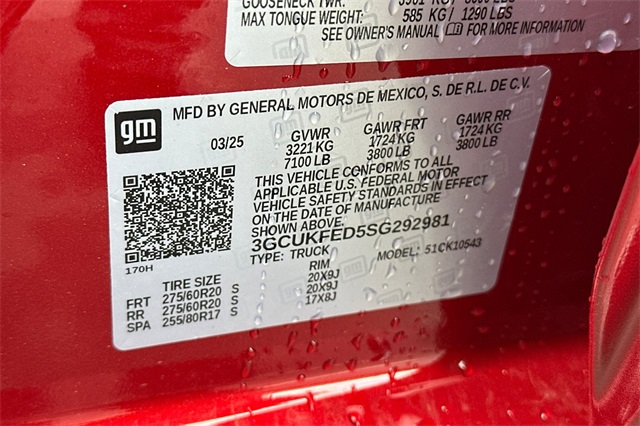 GOOSENECK TWR:
MAX TONGUE WEIGHT: 585 KG / 1290 LBS
SEE OWNER'S MANUAL FOR MORE INFORMATION
gm
MFD BY GENERAL MOTORS DE MEXICO, S. DE R.L. DE C.V.
03/25 GVWR GAWR FRT GAWR RR
3221 KG 1724 KG 1724 KG
7100 LB 3800 LB 3800 LB
THIS VEHICLE CONFORMS TO ALL
APPLICABLE U.S. FEDERAL MOTOR
VEHICLE SAFETY STANDARDS IN EFFECT
ON THE DATE OF MANUFACTURE
SHOWN ABOVE.
3GCUKFED5SG292981
170H
TYPE: TRUCK MODEL: 51CK10543
TIRE SIZE RIM
FRT 275/60R20 S 20X9J
RR 275/60R20 S 20X9J
SPA 255/80R17 S 17X8J